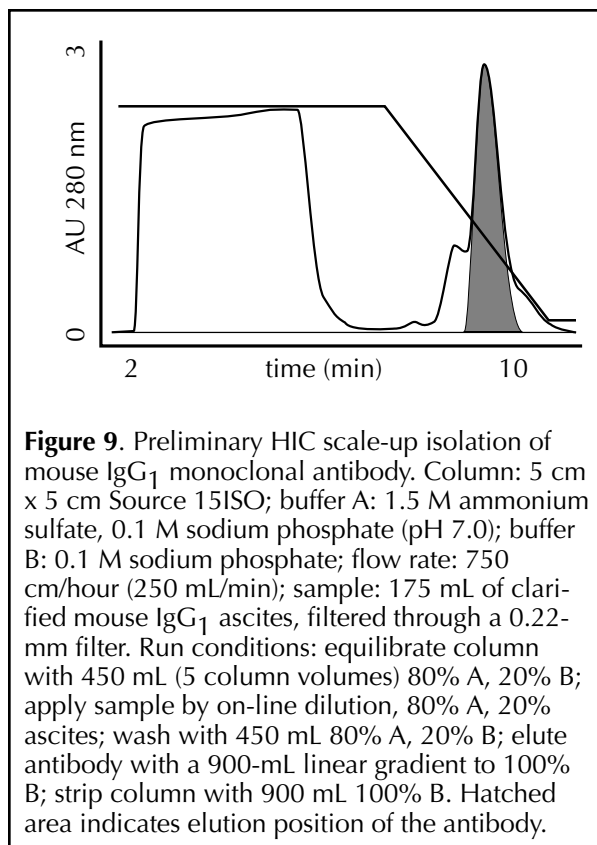 3
AU 280 nm
0
2 time (min) 10
Figure 9. Preliminary HIC scale-up isolation of
mouse IgG1 monoclonal antibody. Column: 5 cm
x 5 cm Source 15ISO; buffer A: 1.5 M ammonium
sulfate, 0.1 M sodium phosphate (pH 7.0); buffer
B: 0.1 M sodium phosphate; flow rate: 750
cm/hour (250 mL/min); sample: 175 mL of clari-
fied mouse IgG1 ascites, filtered through a 0.22-
mm filter. Run conditions: equilibrate column
with 450 mL (5 column volumes) 80% A, 20% B;
apply sample by on-line dilution, 80% A, 20%
ascites; wash with 450 mL 80% A, 20% B; elute
antibody with a 900-mL linear gradient to 100%
B; strip column with 900 mL 100% B. Hatched
area indicates elution position of the antibody.